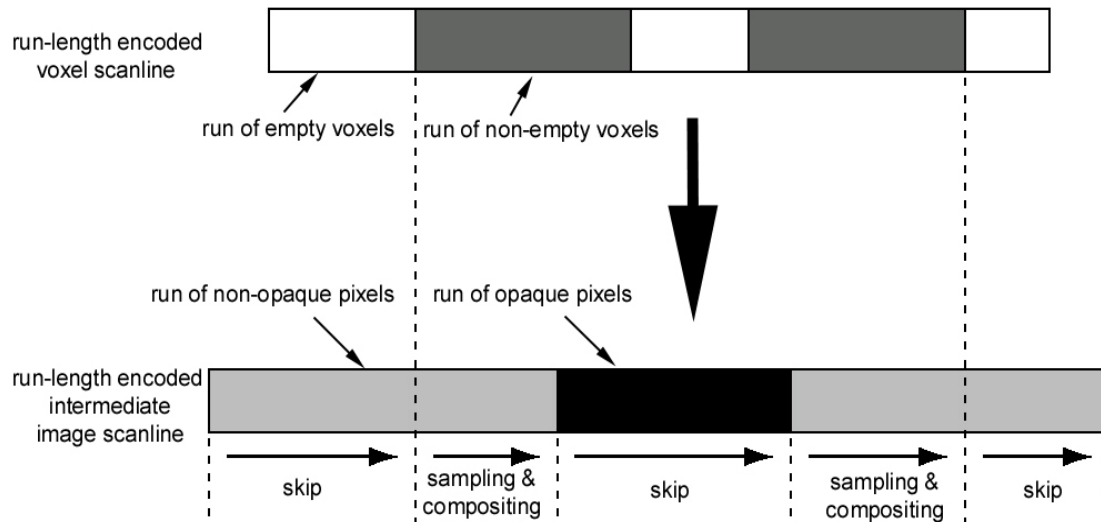 run-length encoded
voxel scanline
run of empty voxels
run of non-empty voxels
run of non-opaque pixels
run of opaque pixels
run-length encoded
intermediate
image scanline
skip
sampling &
compositing
skip
sampling &
compositing
skip